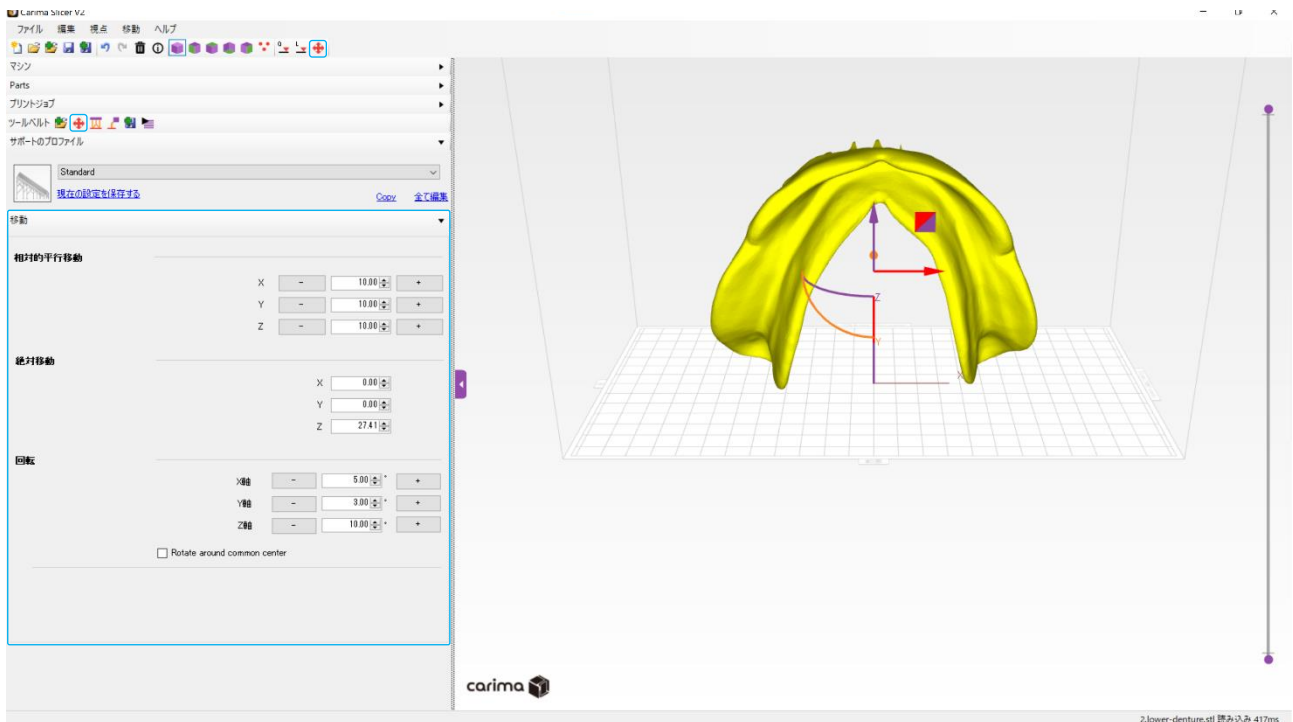 Carima Slicer V2
ファイル 編集 視点 移動 ヘルプ
マシン
Parts
プリントジョブ
ツールベルト
サポートのプロファイル
Standard
現在の設定を保存する Copy 全て編集
移動
相対的平行移動
X - 10.00 +
Y - 10.00 +
Z - 10.00 +
絶対移動
X 0.00
Y 0.00
Z 27.41
回転
X軸 - 5.00 ° +
Y軸 - 3.00 ° +
Z軸 - 10.00 ° +
Rotate around common center
Z
Y
X
carima
2.lower-denture.stl 読み込み 417ms